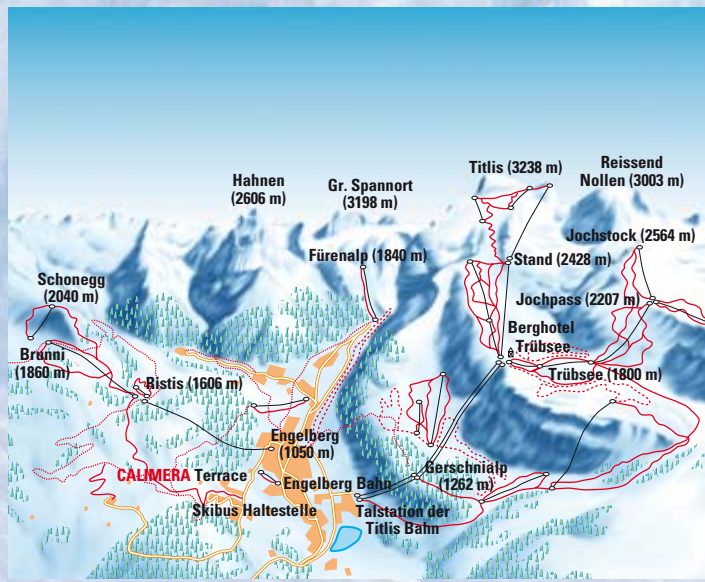 Titlis (3238 m)
Reissend
Nollen (3003 m)
Hahnen
(2606 m)
Gr. Spannort
(3198 m)
Jochstock (2564 m)
Fürenalp (1840 m)
Stand (2428 m)
Schonegg
(2040 m)
Jochpass (2207 m)
Berghotel
Trübsee
Brunni
(1860 m)
Ristis (1606 m)
Trübsee (1800 m)
Engelberg
(1050 m)
Gerschnialp
(1262 m)
CALIMERA Terrace
Engelberg Bahn
Skibus Haltestelle
Talstation der
Titlis Bahn